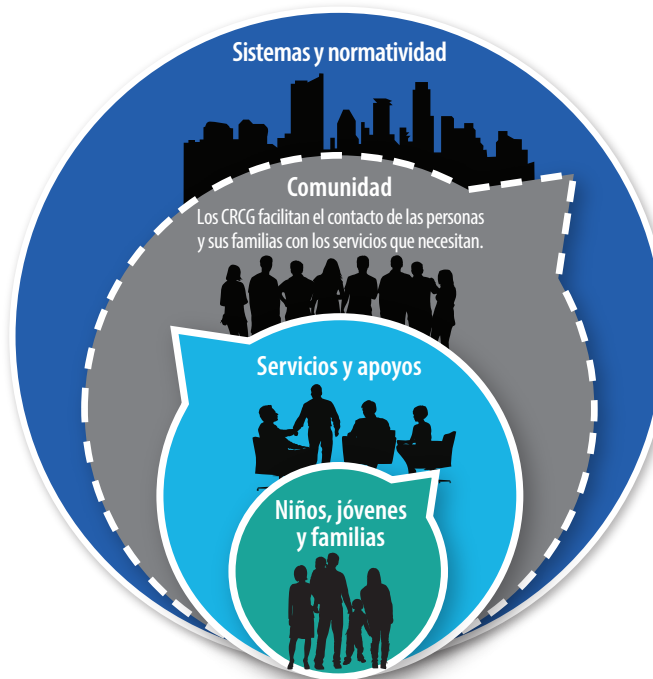 Sistemas y normatividad
Comunidad
Los CRCG facilitan el contacto de las personas
y sus familias con los servicios que necesitan.
Servicios y apoyos
Niños, jóvenes
y familias